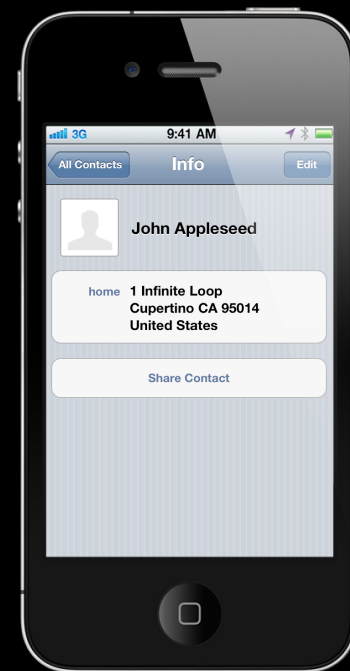 3G 9:41 AM
All Contacts Info Edit
John Appleseed
home 1 Infinite Loop
Cupertino CA 95014
United States
Share Contact